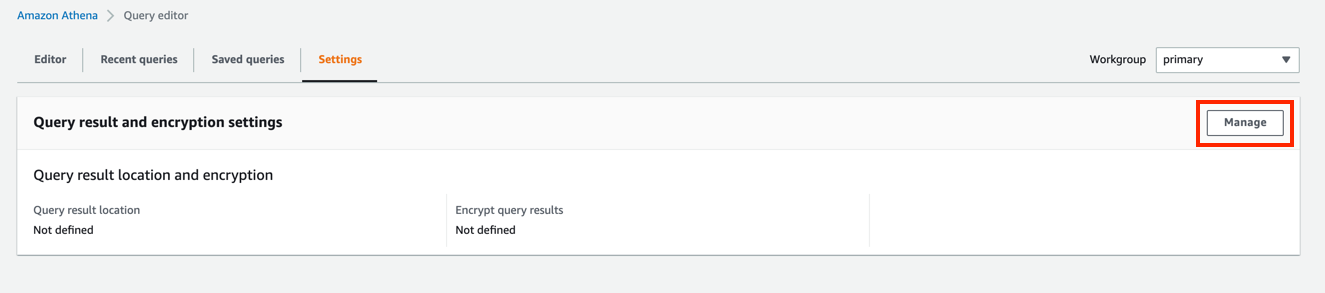 Amazon Athena > Query editor
Editor Recent queries Saved queries Settings Workgroup primary
Query result and encryption settings Manage
Query result location and encryption
Query result location Encrypt query results
Not defined Not defined